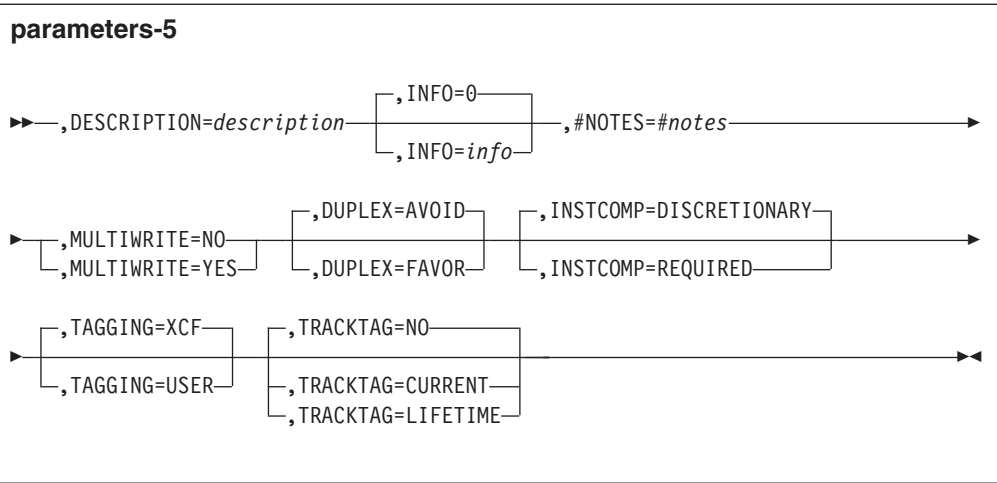 parameters-5
,INFO=0
,DESCRIPTION=description
,#NOTES=#notes
,INFO=info
,DUPLEX=AVOID
,INSTCOMP=DISCRETIONARY
,MULTIWRITE=NO
,MULTIWRITE=YES
,DUPLEX=FAVOR
,INSTCOMP=REQUIRED
,TAGGING=XCF
,TRACKTAG=NO
,TAGGING=USER
,TRACKTAG=CURRENT
,TRACKTAG=LIFETIME